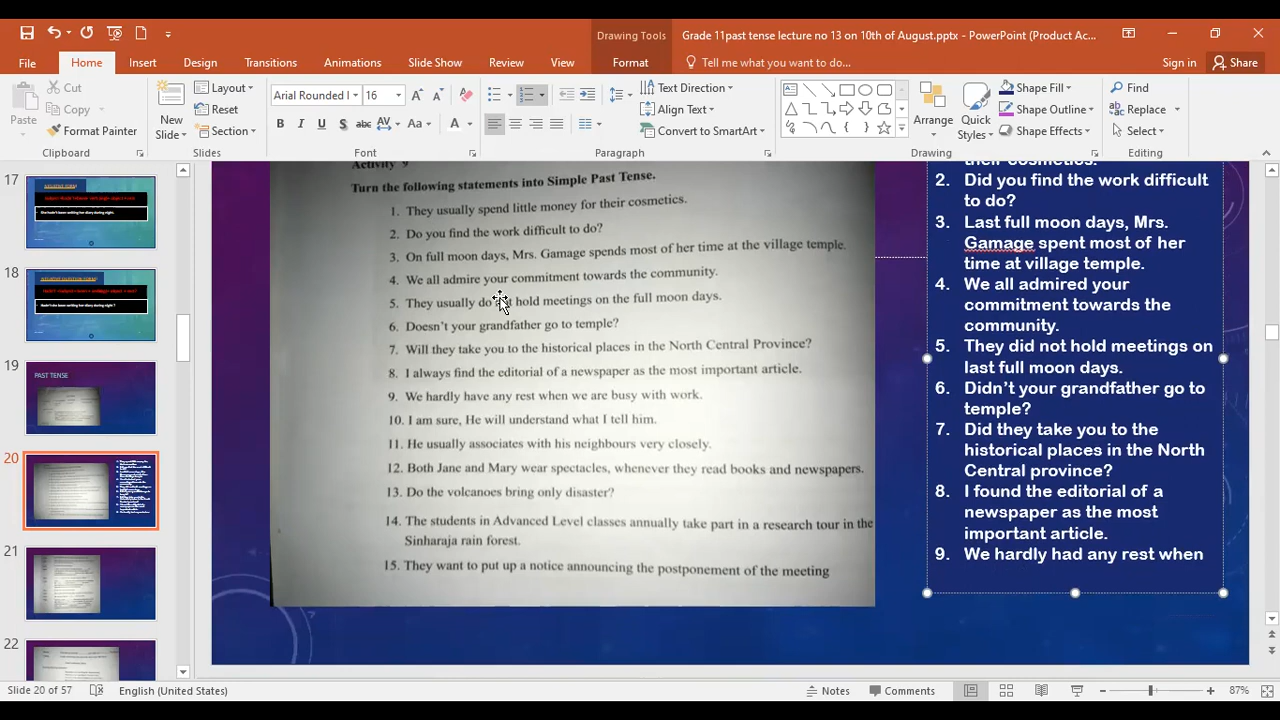 Drawing Tools
Grade 11past tense lecture no 13 on 10th of August.pptx - PowerPoint (Product Ac...
File
Home
Insert
Design
Transitions
Animations
Slide Show
Review
View
Format
Tell me what you want to do...
Sign in
Share
Paste
Cut
Copy
Format Painter
Clipboard
New
Slide
Layout
Reset
Section
Slides
Arial Rounded I
16
Font
Paragraph
Text Direction
Align Text
Convert to SmartArt
Arrange
Quick
Styles
Shape Fill
Shape Outline
Shape Effects
Drawing
Find
Replace
Select
Editing
17
18
19
PAST TENSE
20
21
22
Activity 9
Turn the following statements into Simple Past Tense.
1. They usually spend little money for their cosmetics.
2. Do you find the work difficult to do?
3. On full moon days, Mrs. Gamage spends most of her time at the village temple.
4. We all admire your commitment towards the community.
5. They usually do hold meetings on the full moon days.
6. Doesn't your grandfather go to temple?
7. Will they take you to the historical places in the North Central Province?
8. I always find the editorial of a newspaper as the most important article.
9. We hardly have any rest when we are busy with work.
10. I am sure, He will understand what I tell him.
11. He usually associates with his neighbours very closely.
12. Both Jane and Mary wear spectacles, whenever they read books and newspapers.
13. Do the volcanoes bring only disaster?
14. The students in Advanced Level classes annually take part in a research tour in the
Sinharaja rain forest.
15. They want to put up a notice announcing the postponement of the meeting
their cosmetics.
2. Did you find the work difficult
to do?
3. Last full moon days, Mrs.
Gamage spent most of her
time at village temple.
4. We all admired your
commitment towards the
community.
5. They did not hold meetings on
last full moon days.
6. Didn't your grandfather go to
temple?
7. Did they take you to the
historical places in the North
Central province?
8. I found the editorial of a
newspaper as the most
important article.
9. We hardly had any rest when
Slide 20 of 57
English (United States)
Notes
Comments
87%